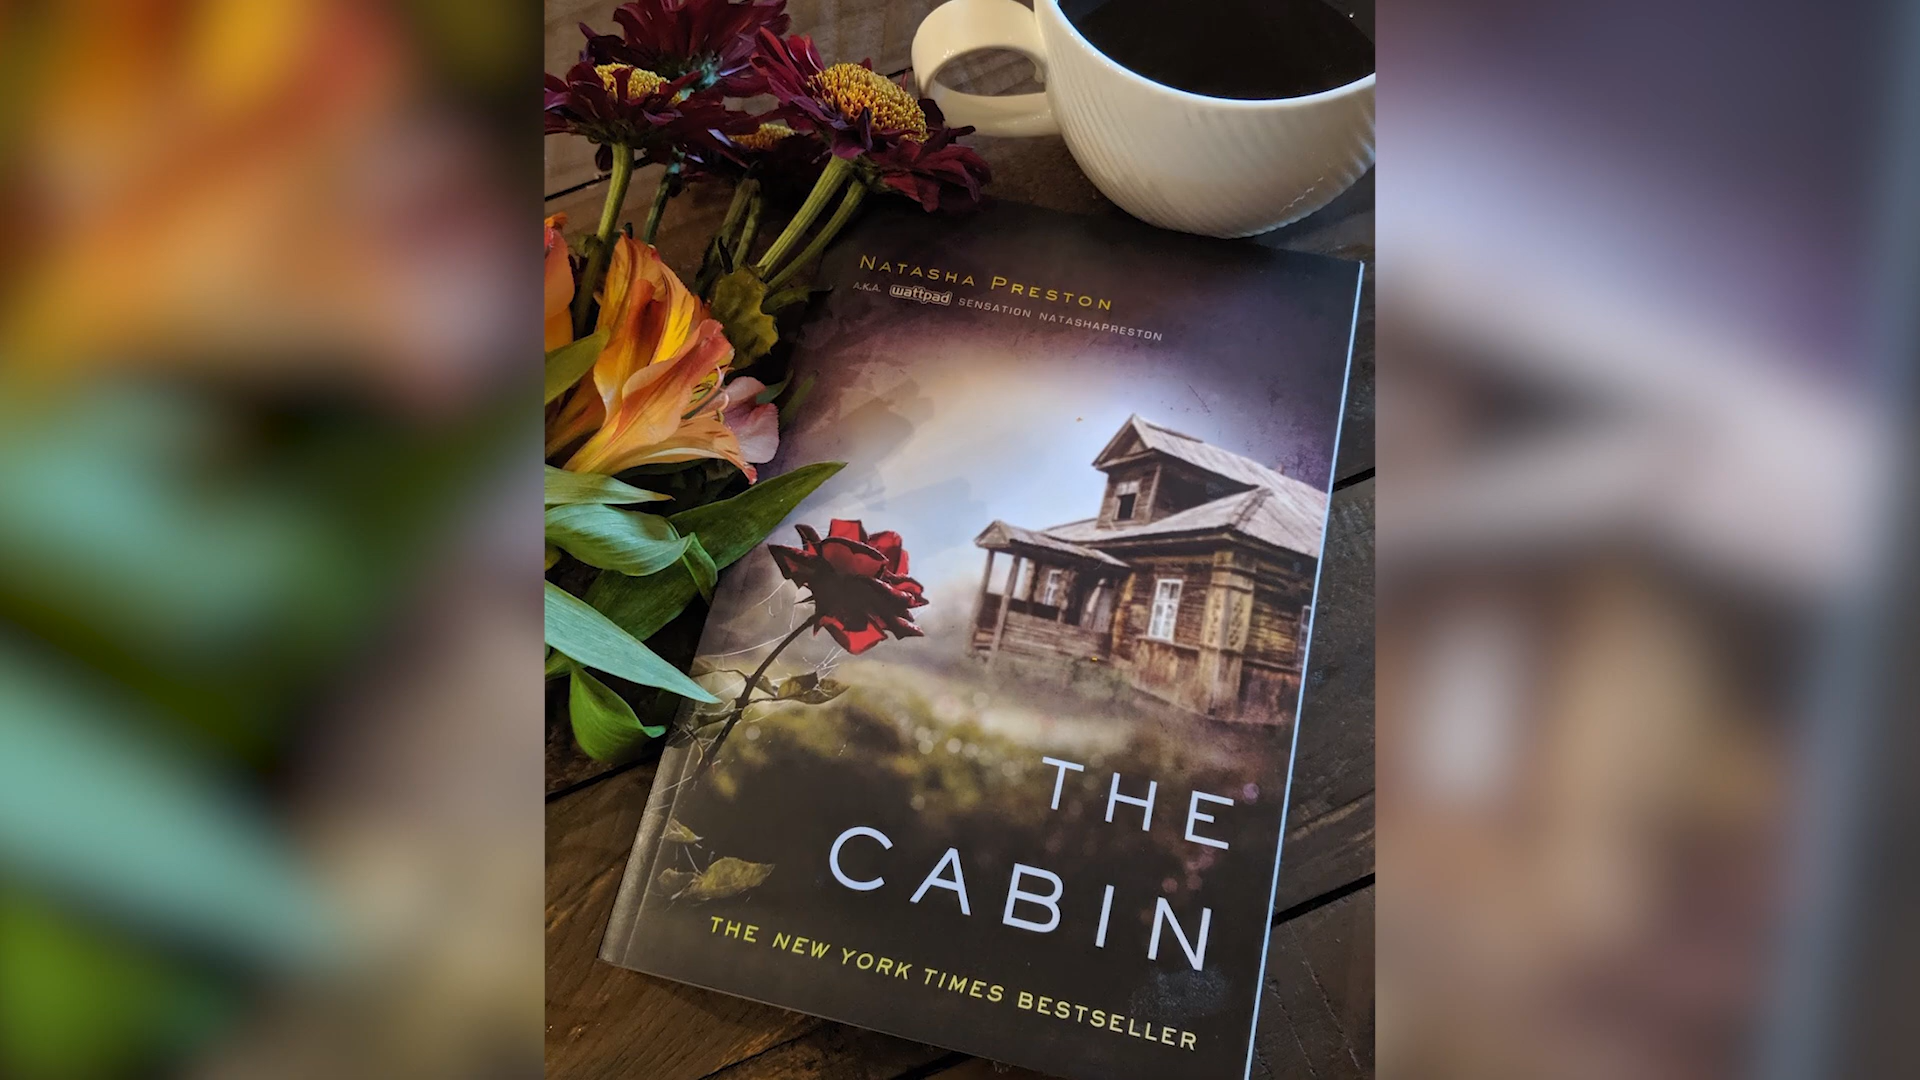 NATASHA PRESTON
A.K.A. wattpad SENSATION NATASHAPRESTON
THE
CABIN
THE NEW YORK TIMES BESTSELLER